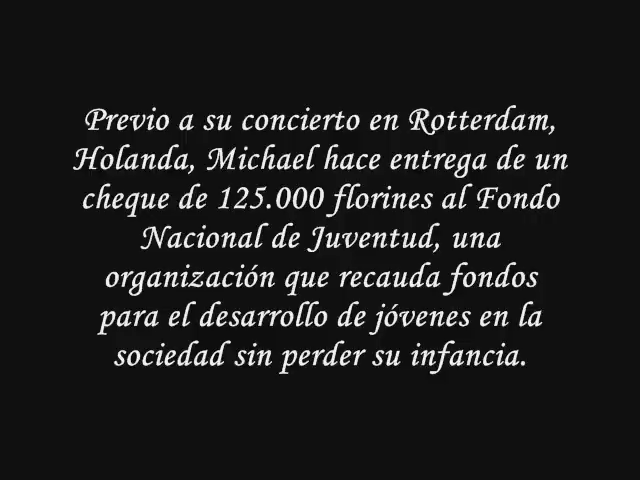 Previo a su concierto en Rotterdam,
Holanda, Michael hace entrega de un
cheque de 125.000 florines al Fondo
Nacional de Juventud, una
organización que recauda fondos
para el desarrollo de jóvenes en la
sociedad sin perder su infancia.